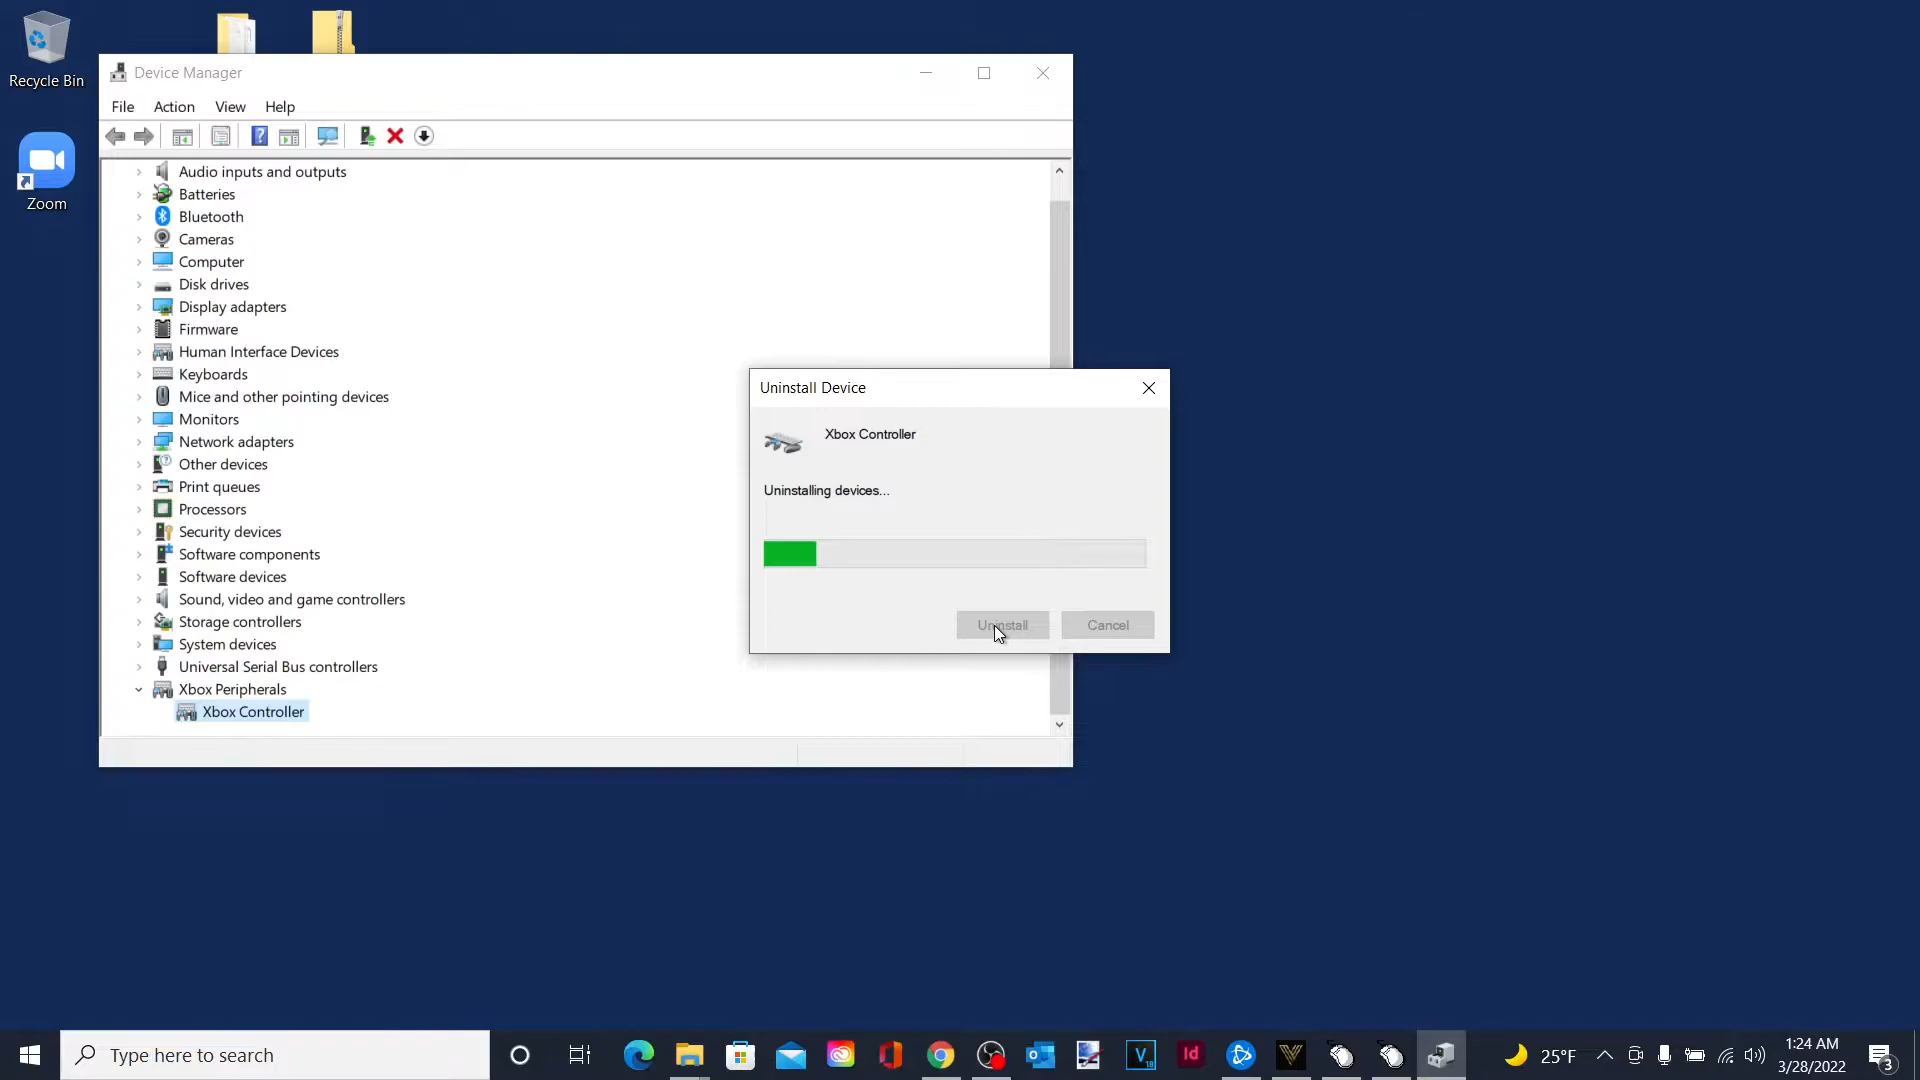 Recycle Bin
Zoom
Device Manager
File Action View Help
Audio inputs and outputs
Batteries
Bluetooth
Cameras
Computer
Disk drives
Display adapters
Firmware
Human Interface Devices
Keyboards
Mice and other pointing devices
Monitors
Network adapters
Other devices
Print queues
Processors
Security devices
Software components
Software devices
Sound, video and game controllers
Storage controllers
System devices
Universal Serial Bus controllers
Xbox Peripherals
Xbox Controller
Uninstall Device
Xbox Controller
Uninstalling devices...
Uninstall Cancel
Type here to search
V
18
Id
25°F
1:24 AM
3/28/2022
3